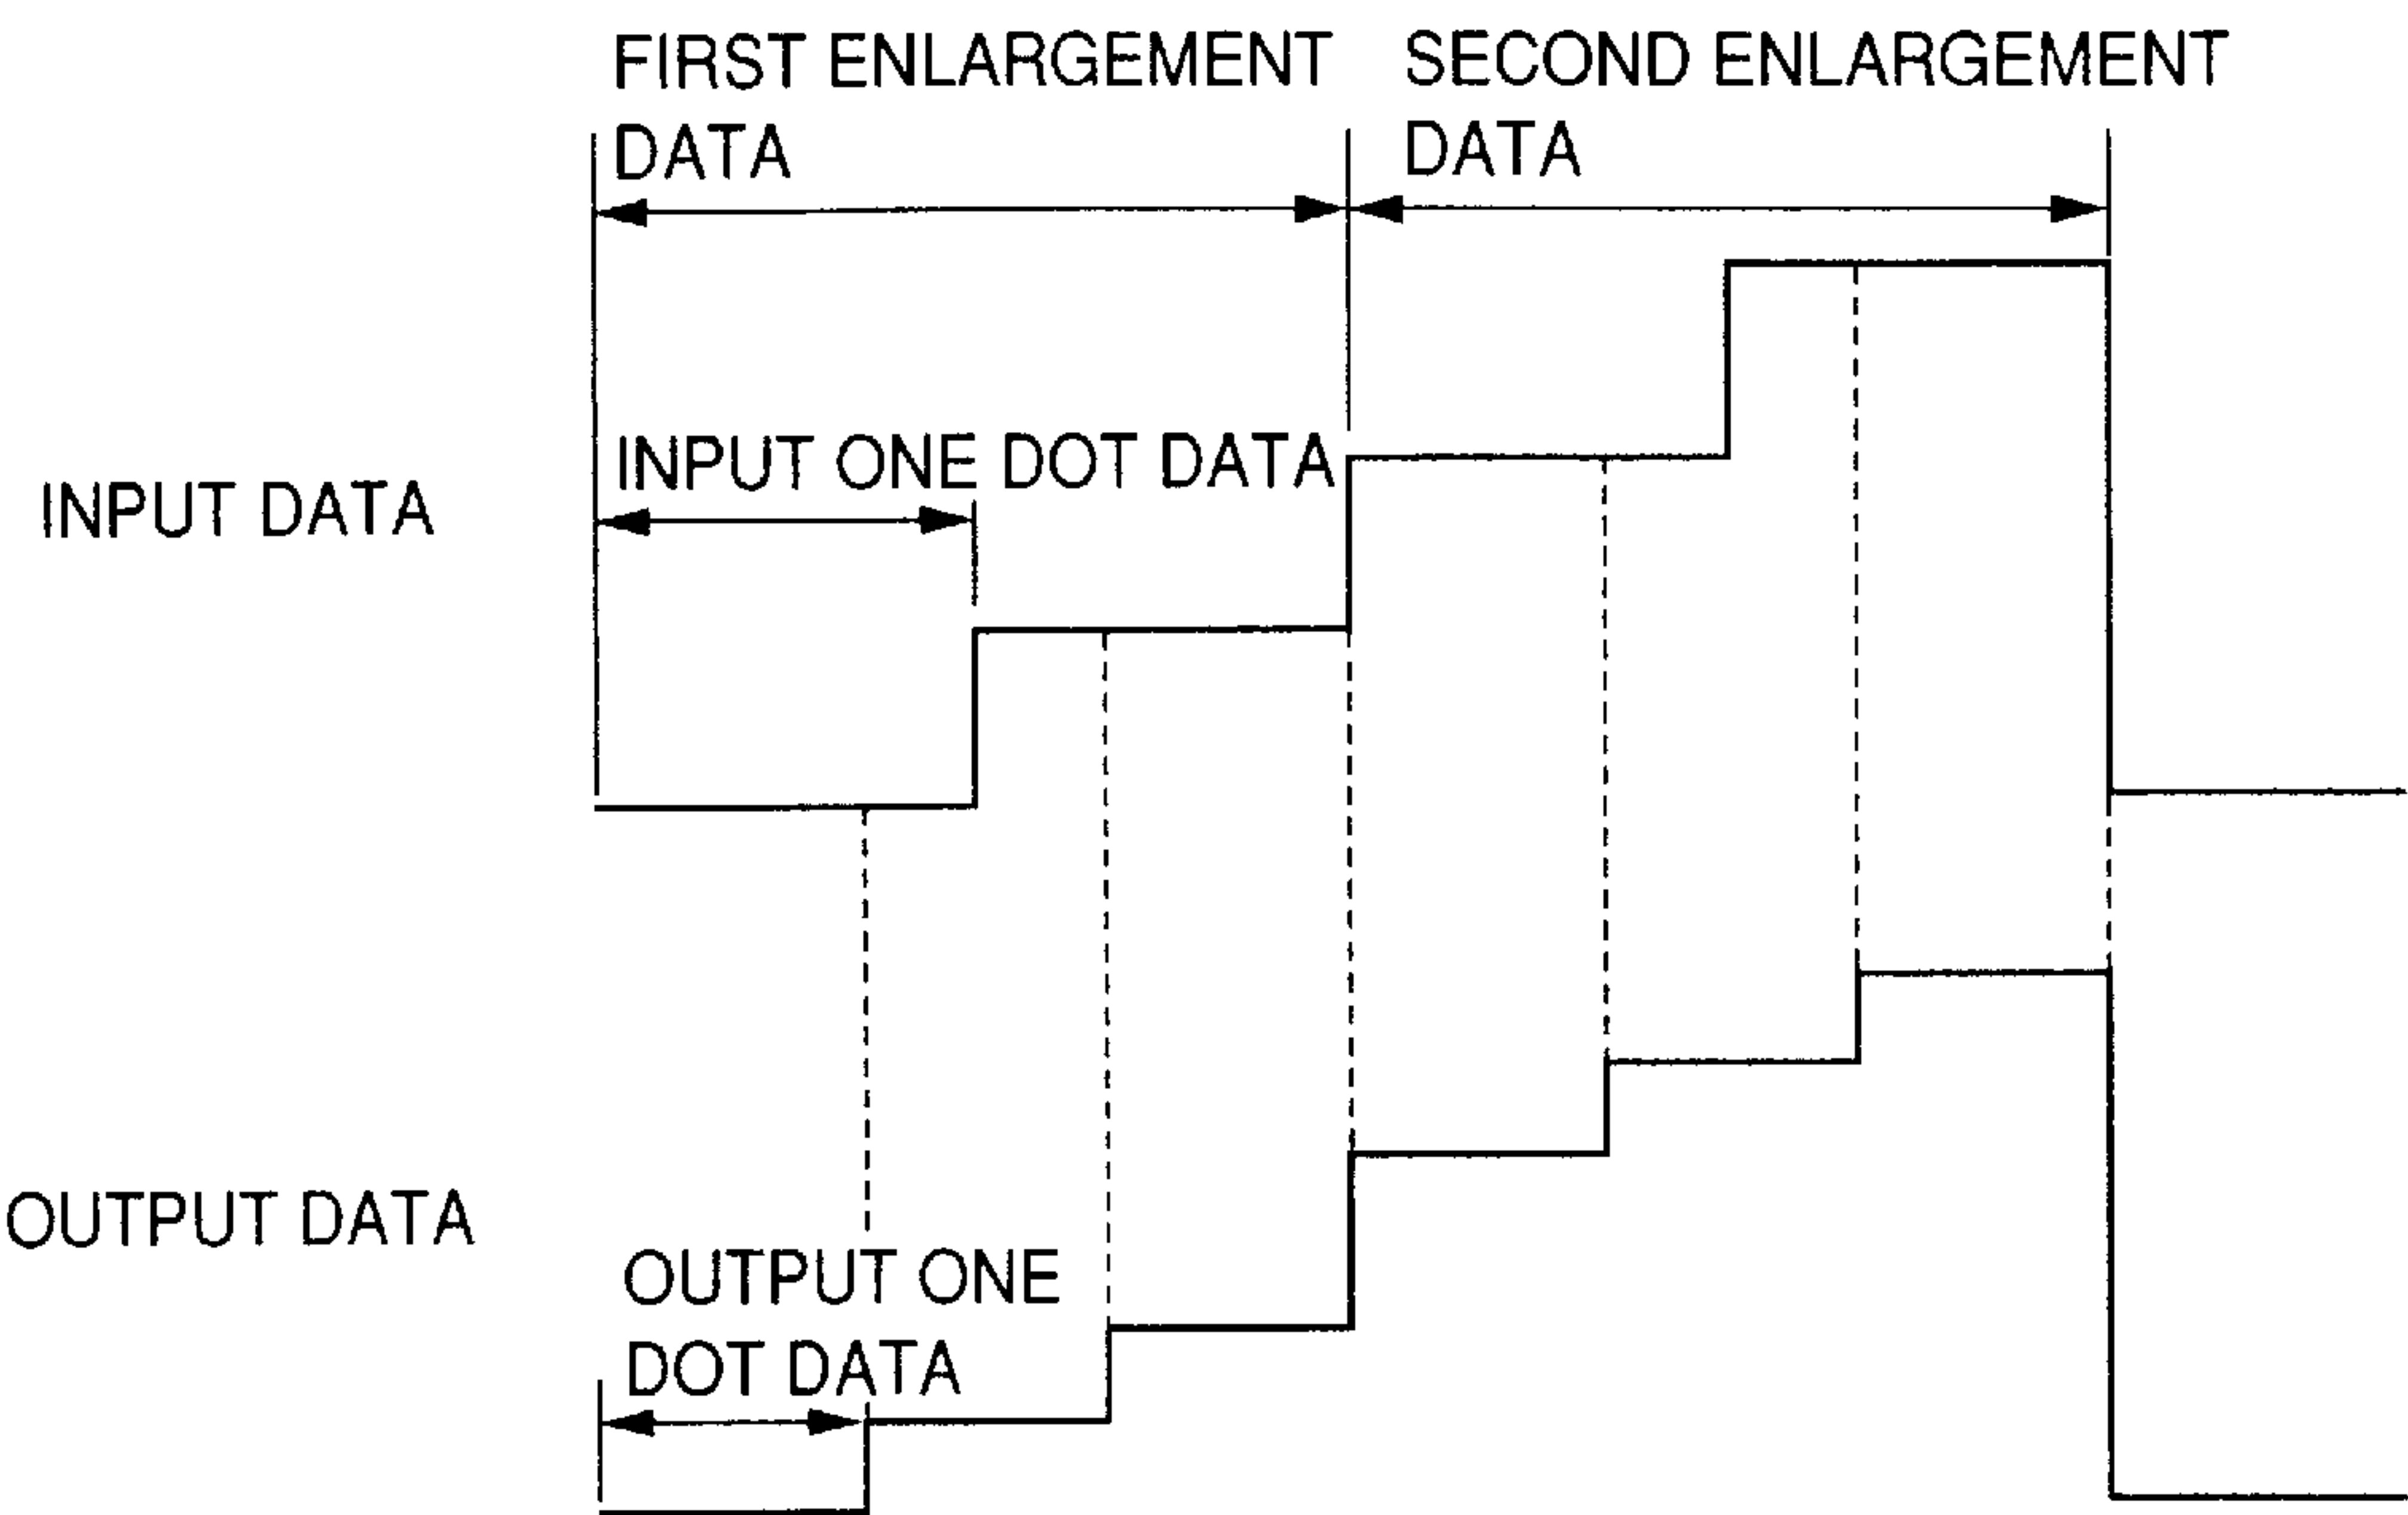 FIRST ENLARGEMENT
DATA
SECOND ENLARGEMENT
DATA
INPUT ONE DOT DATA
INPUT DATA
OUTPUT DATA
OUTPUT ONE
DOT DATA